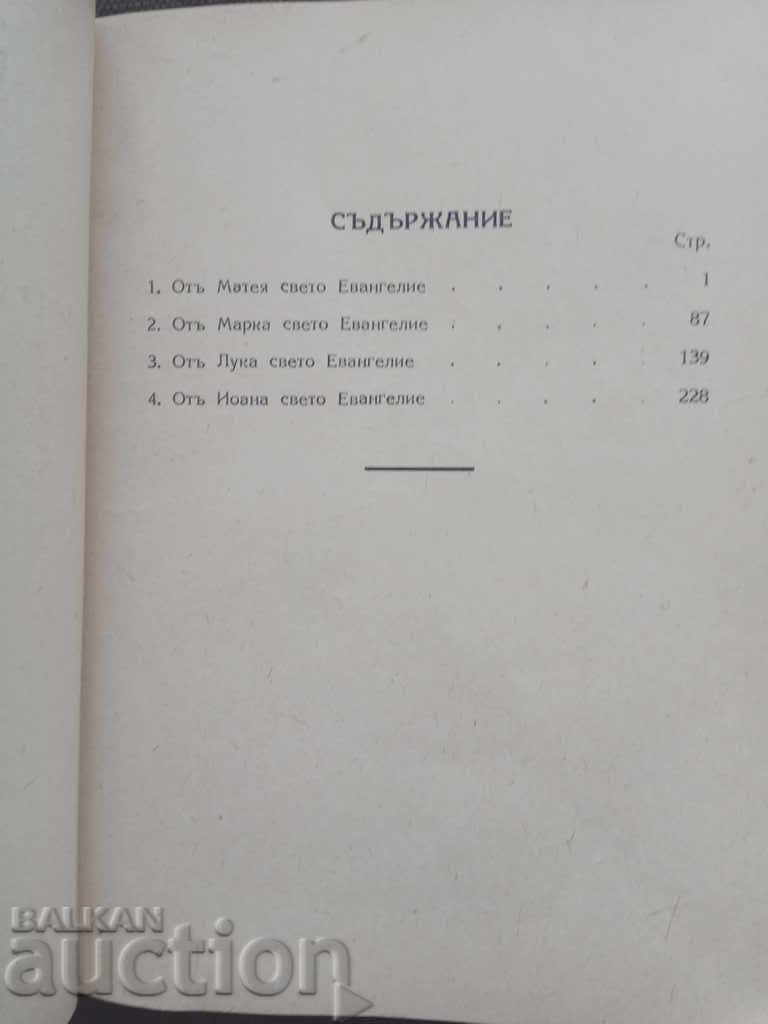 СЪДЪРЖАНИЕ
Стр.
1. Отъ Матея свето Евангелие . . . . . 1
2. Отъ Марка свето Евангелие . . . . . 87
3. Отъ Лука свето Евангелие . . . . . 139
4. Отъ Иоана свето Евангелие . . . . . 228
BALKAN
auction